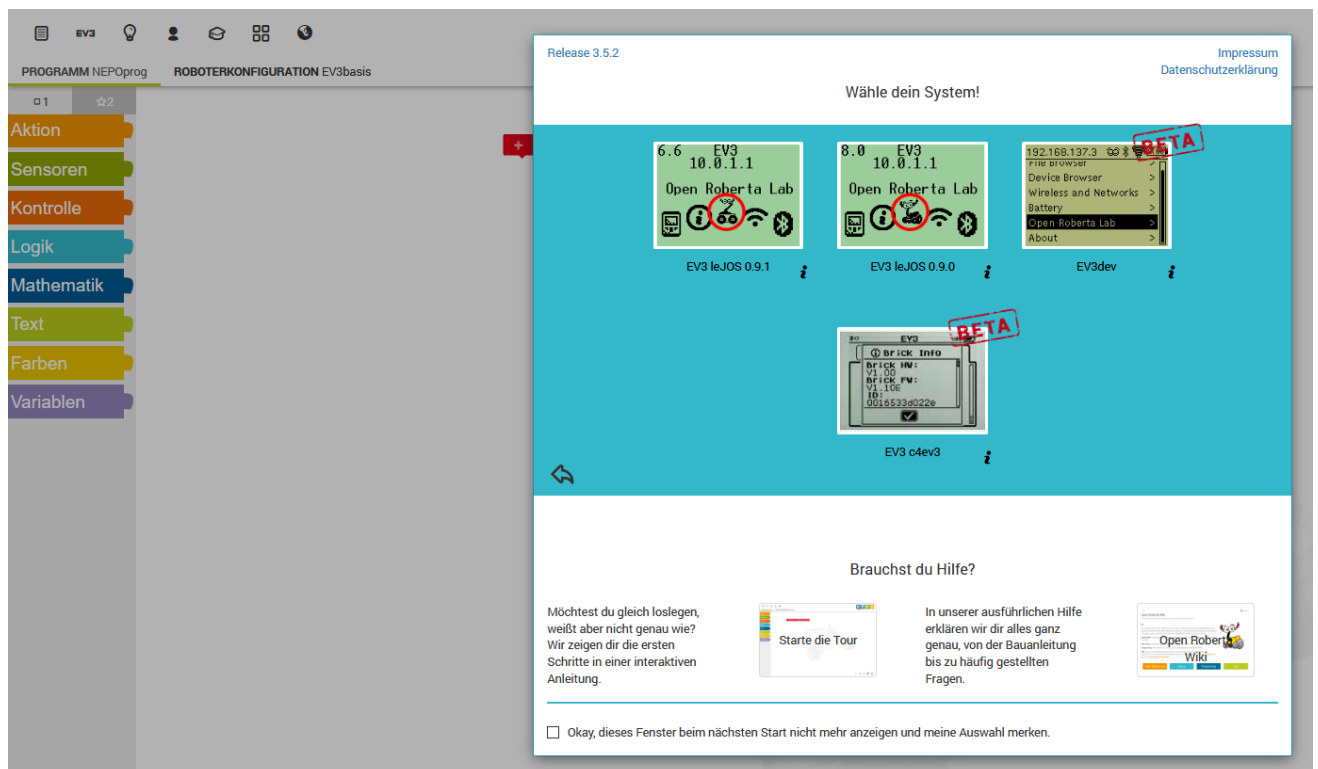 EV3
PROGRAMM NEPOprog
ROBOTERKONFIGURATION EV3basis
1
2
Aktion
Sensoren
Kontrolle
Logik
Mathematik
Text
Farben
Variablen
+
Release 3.5.2
Impressum
Datenschutzerklärung
Wähle dein System!
6.6 EV3
10.0.1.1
Open Roberta Lab
EV3 leJOS 0.9.1
8.0 EV3
10.0.1.1
Open Roberta Lab
EV3 leJOS 0.9.0
BETA
192.168.137.3
File Browser
Device Browser
Wireless and Networks
Battery
Open Roberta Lab
About
EV3dev
BETA
EV3
Brick Info
Brick HW:
V1.00
Brick FW:
V1.10E
ID:
0016533d022e
EV3 c4ev3
Brauchst du Hilfe?
Möchtest du gleich loslegen,
weißt aber nicht genau wie?
Wir zeigen dir die ersten
Schritte in einer interaktiven
Anleitung.
Starte die Tour
In unserer ausführlichen Hilfe
erklären wir dir alles ganz
genau, von der Bauanleitung
bis zu häufig gestellten
Fragen.
Open Roberta
Wiki
Okay, dieses Fenster beim nächsten Start nicht mehr anzeigen und meine Auswahl merken.